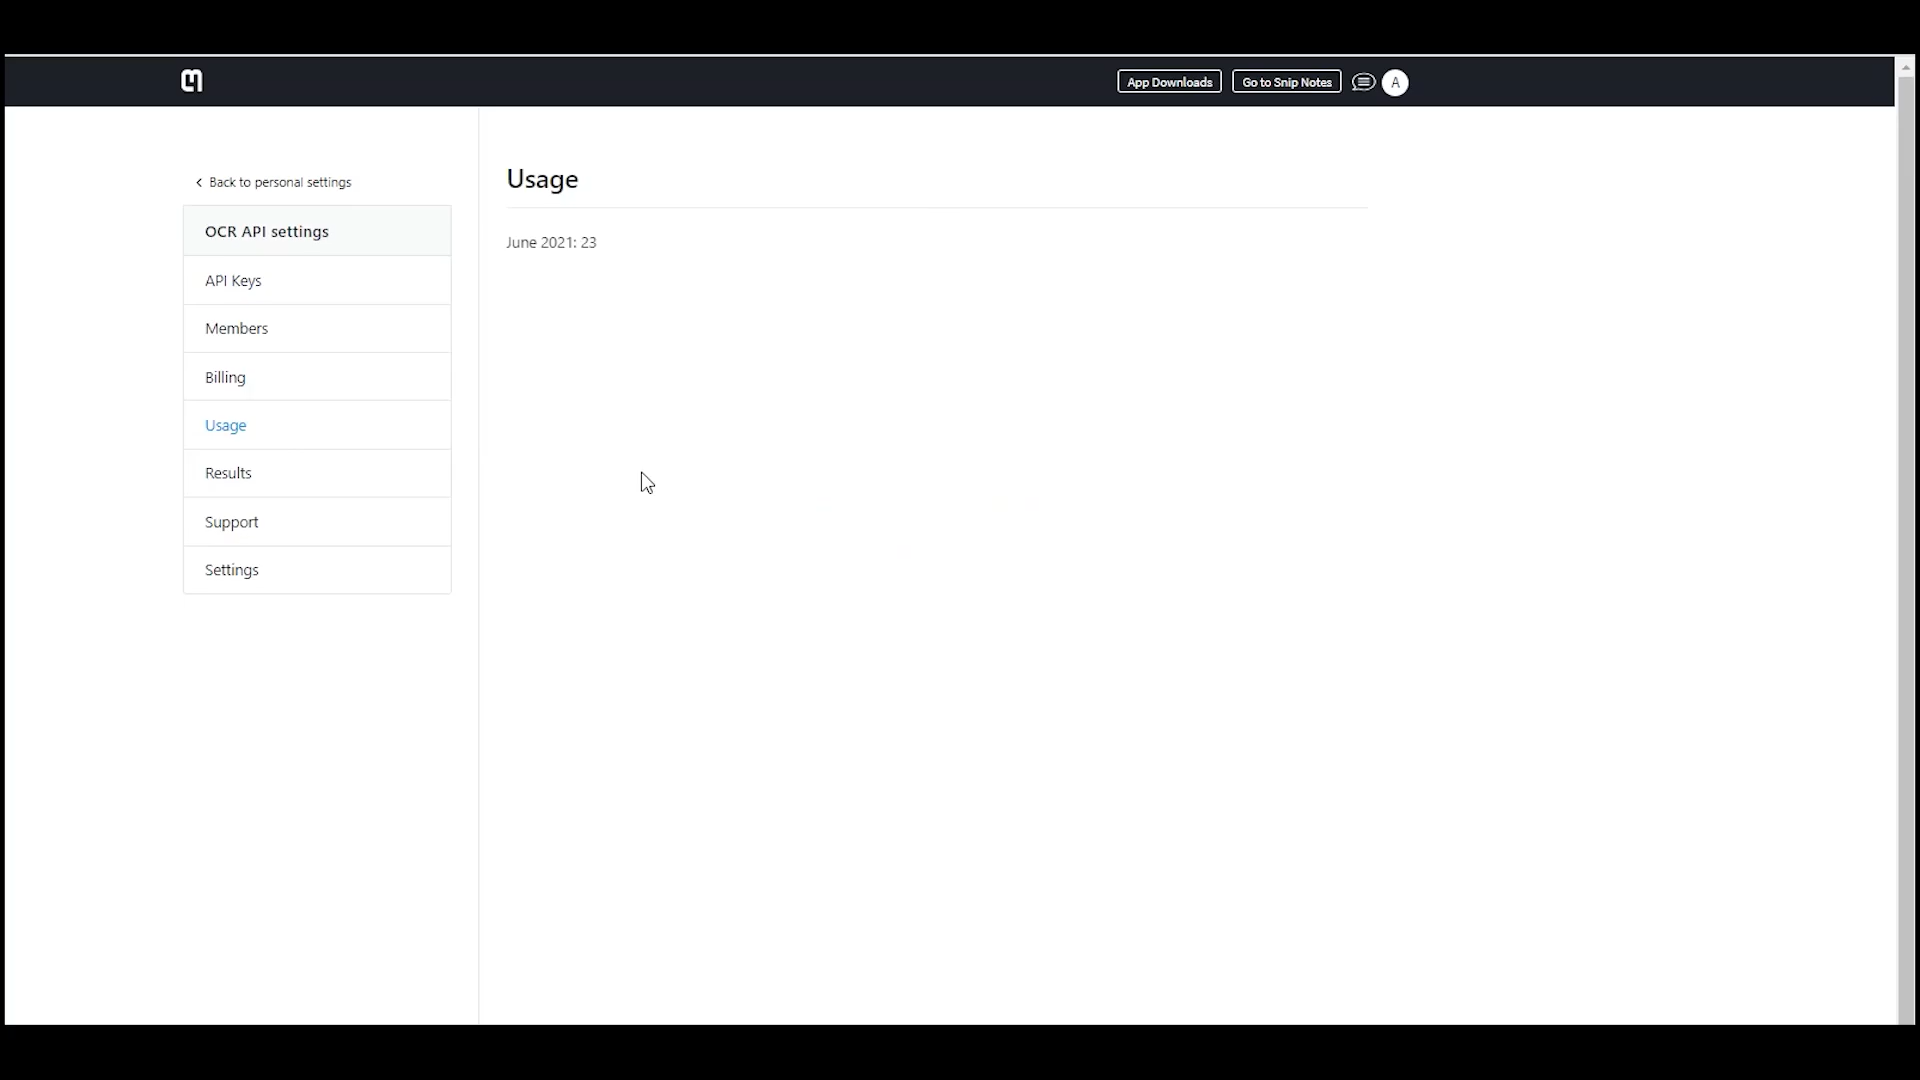 App Downloads
Go to Snip Notes
A
Back to personal settings
OCR API settings
API Keys
Members
Billing
Usage
Results
Support
Settings
Usage
June 2021: 23